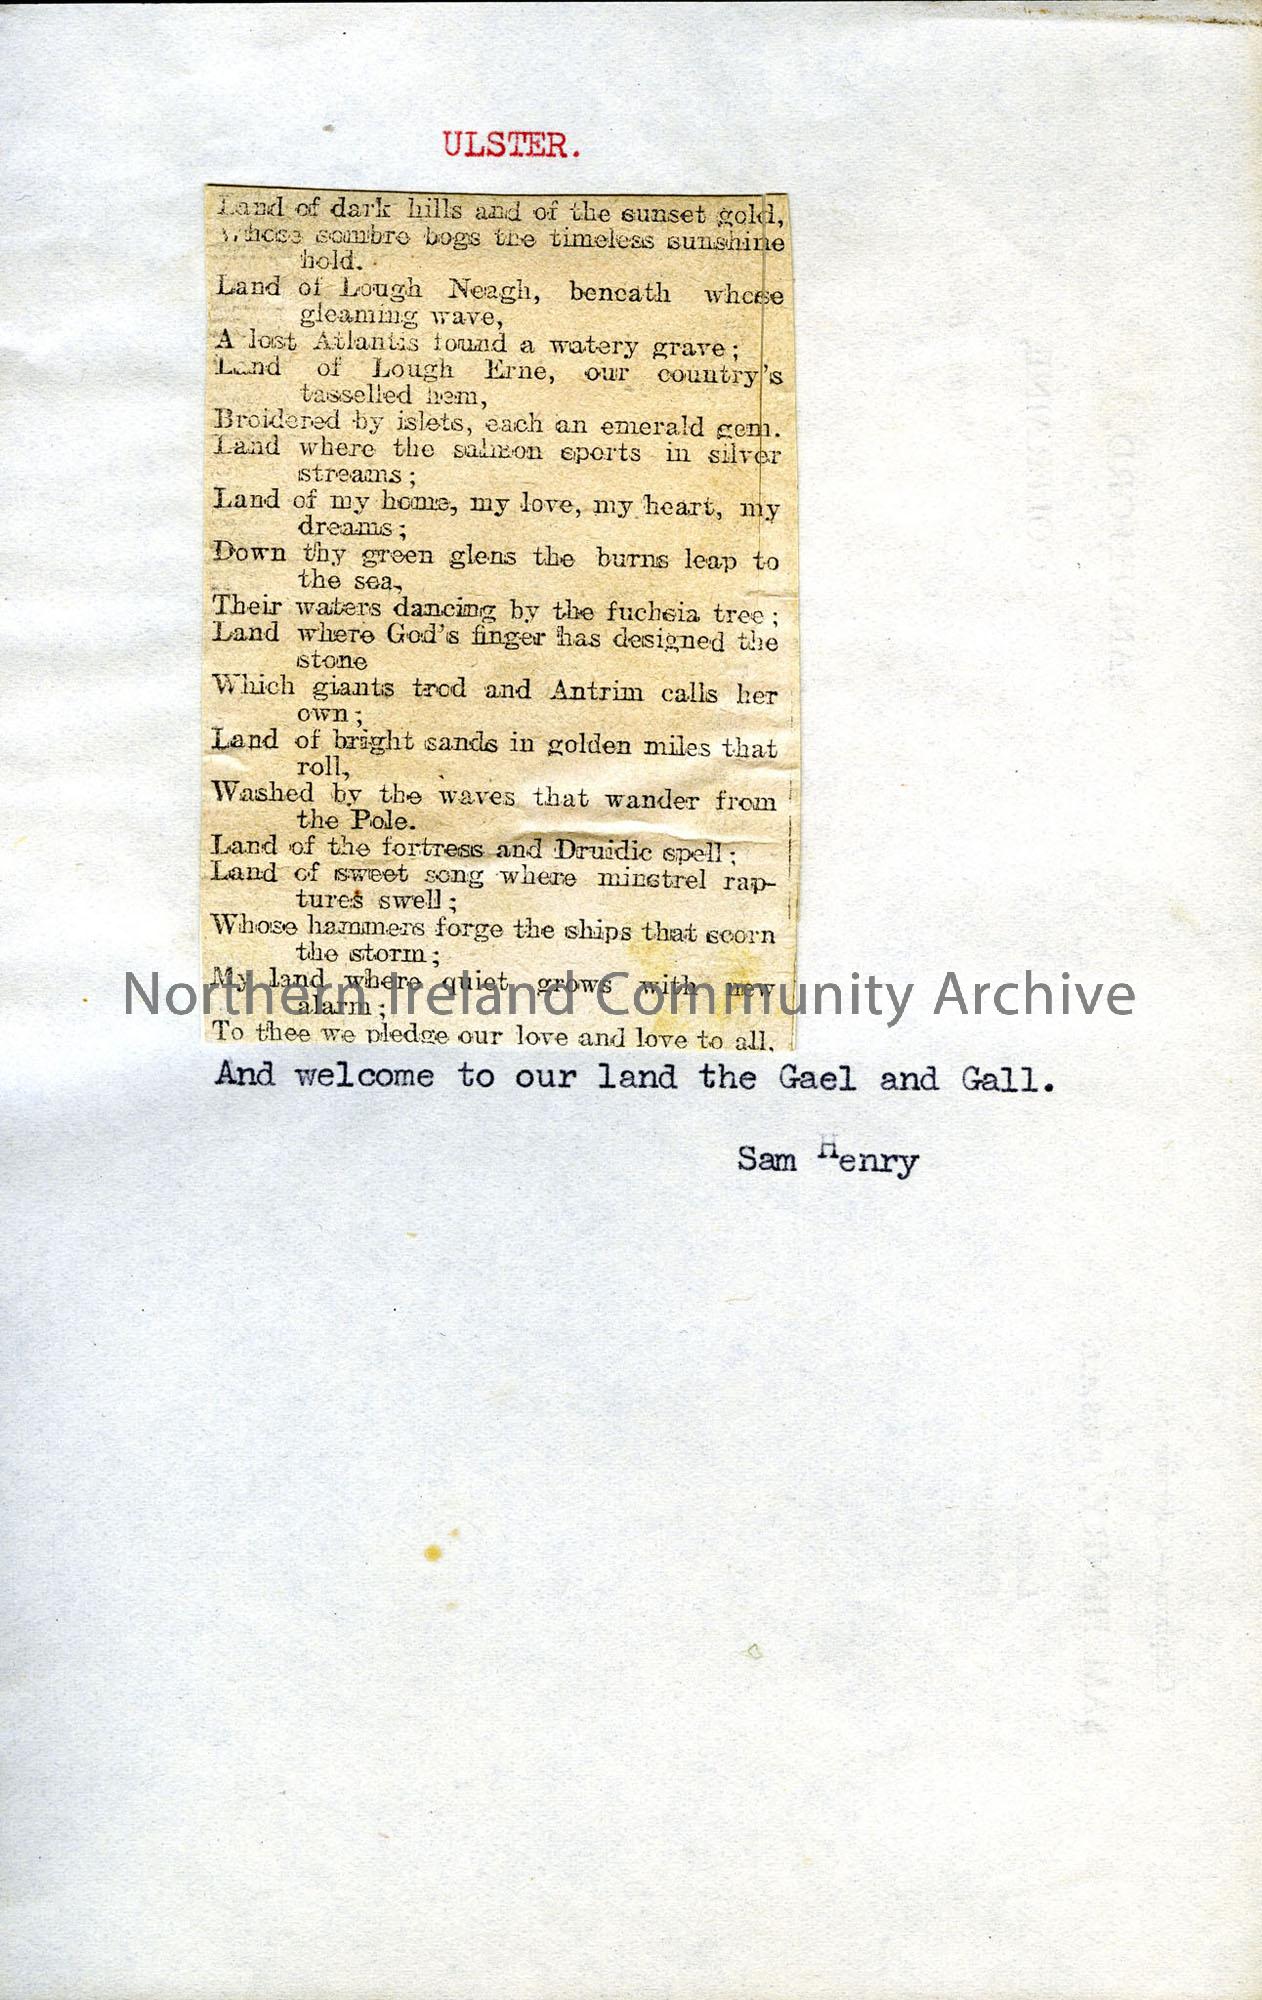 ULSTER.
Land of dark hills and of the sunset gold,
Whose sombre bogs the timeless sunshine
hold.
Land of Lough Neagh, beneath whose
gleaming wave,
A lost Atlantis found a watery grave;
Land of Lough Erne, our country's
tasselled hem,
Broidered by islets, each an emerald gem.
Land where the salmon sports in silver
streams;
Land of my home, my love, my heart, my
dreams;
Down thy green glens the burns leap to
the sea,
Their waters dancing by the fuchsia tree;
Land where God's finger has designed the
stone
Which giants trod and Antrim calls her
own;
Land of bright sands in golden miles that
roll,
Washed by the waves that wander from
the Pole.
Land of the fortress and Druidic spell;
Land of sweet song where minstrel rap-
tures swell;
Whose hammers forge the ships that scorn
the storm;
My land where quiet grows with new
alarm;
Northern Ireland Community Archive
To thee we pledge our love and love to all,
And welcome to our land the Gael and Gall.
Sam Henry